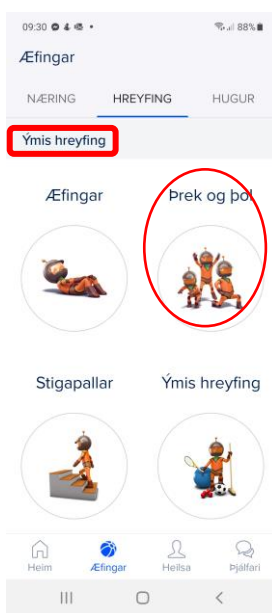 09:30 88%
Æfingar
NÆRING HREYFING HUGUR
Ýmis hreyfing
Æfingar Þrek og þol
Stigapallar Ýmis hreyfing
Heim Æfingar Heilsa Þjálfari